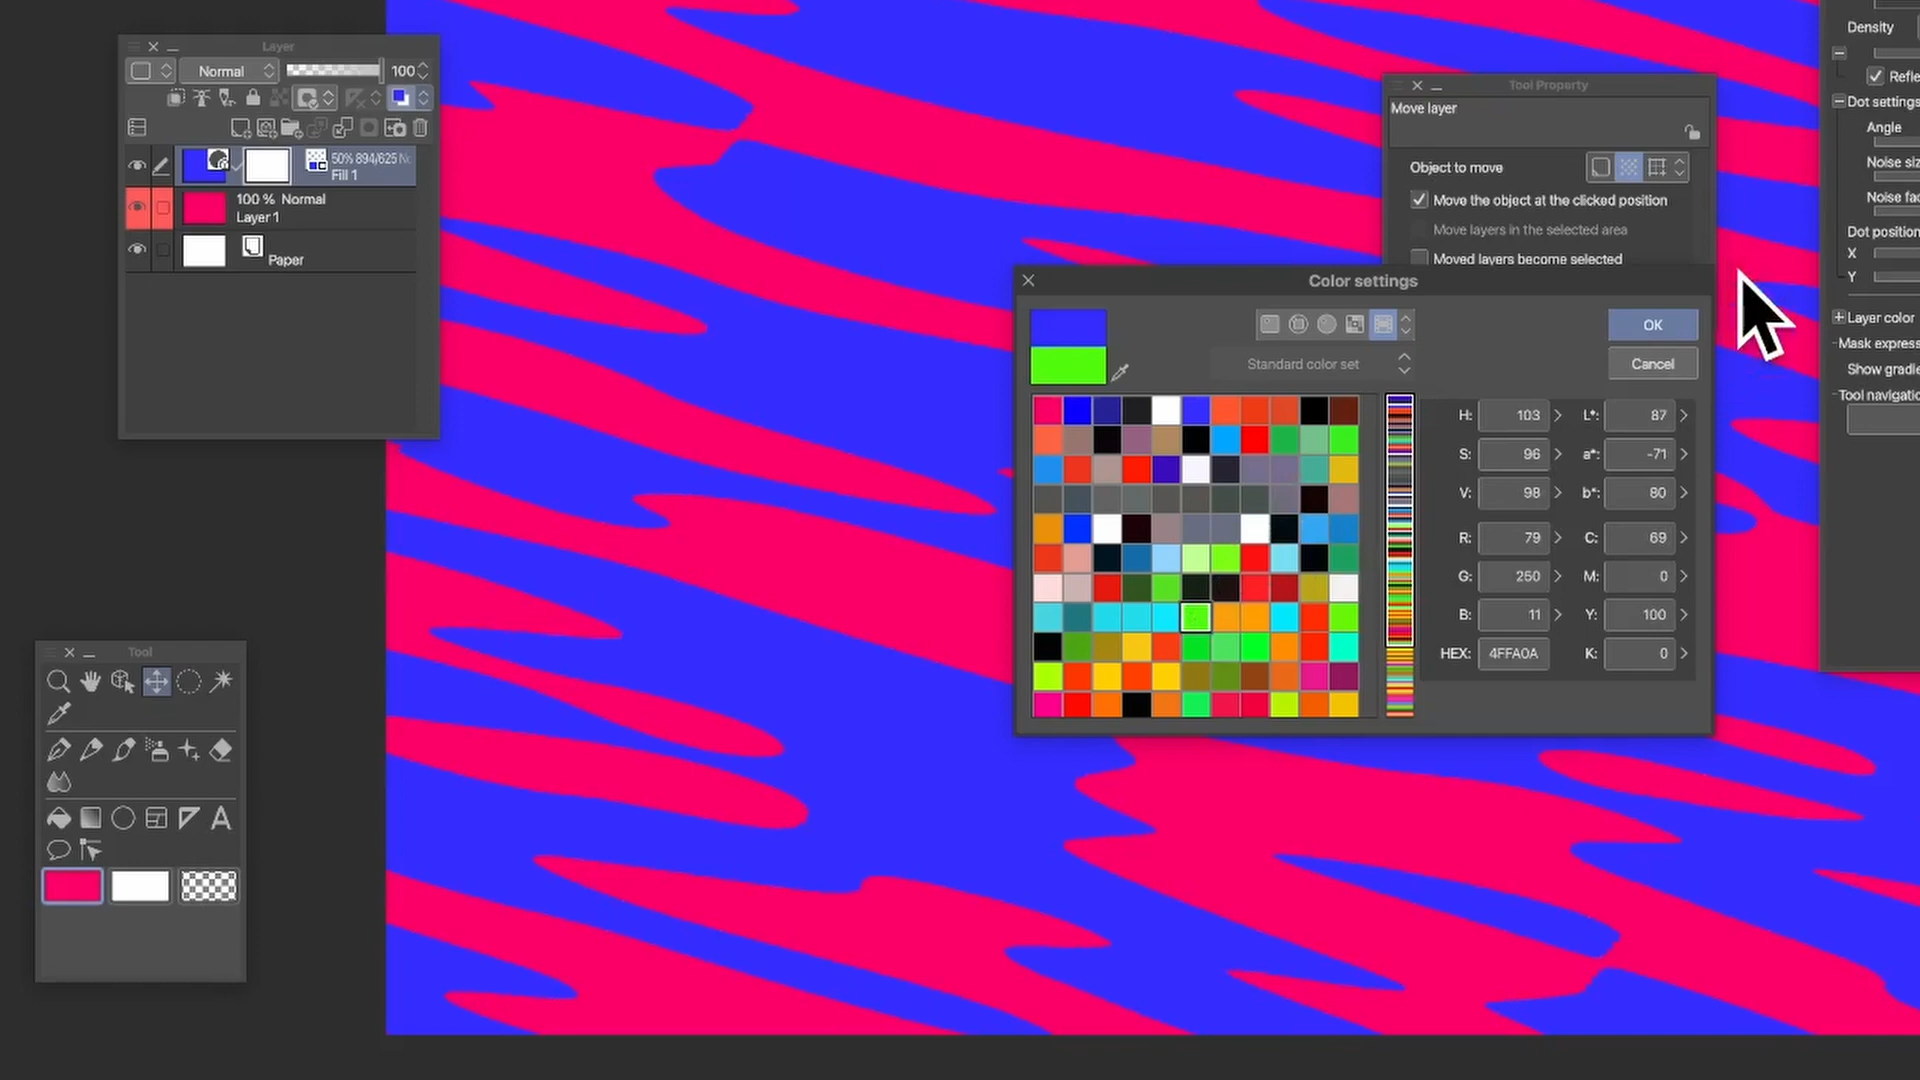 Layer
Normal
100
50% 894/625 No
Fill 1
100 % Normal
Layer 1
Paper
Tool
Tool Property
Move layer
Object to move
Move the object at the clicked position
Move layers in the selected area
Moved layers become selected
Color settings
OK
Standard color set
Cancel
H: 103 L*: 87
S: 96 a*: -71
V: 98 b*: 80
R: 79 C: 69
G: 250 M: 0
B: 11 Y: 100
HEX: 4FFA0A K: 0
Density
Refle
Dot settings
Angle
Noise siz
Noise fac
Dot position
X
Y
Layer color
Mask express
Show gradie
Tool navigatio